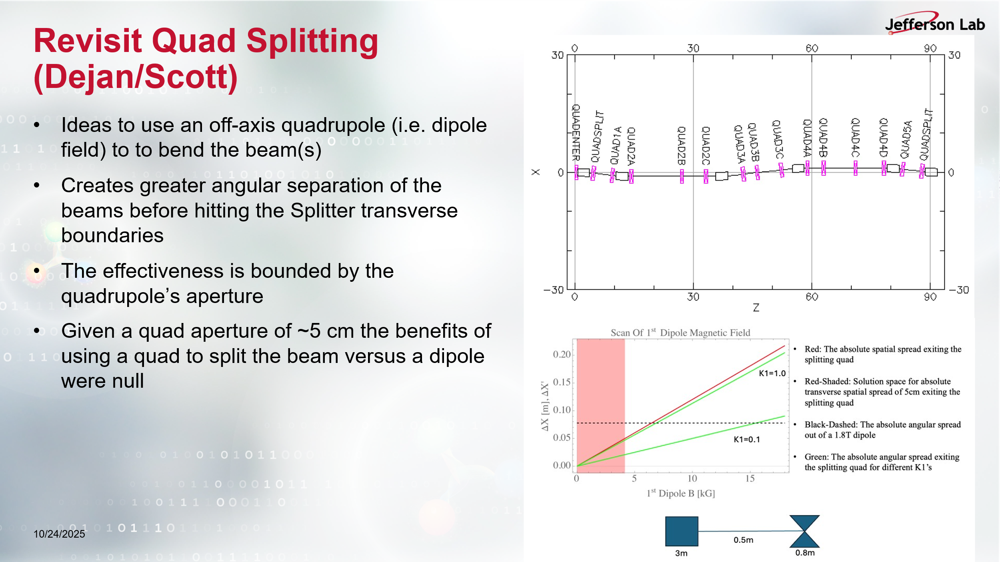 Jefferson Lab
Revisit Quad Splitting
(Dejan/Scott)
• Ideas to use an off-axis quadrupole (i.e. dipole
field) to to bend the beam(s)
• Creates greater angular separation of the
beams before hitting the Splitter transverse
boundaries
• The effectiveness is bounded by the
quadrupole’s aperture
• Given a quad aperture of ~5 cm the benefits of
using a quad to split the beam versus a dipole
were null
10/24/2025
0 30 60 90
30 30
QUADENTER QUADSPLIT QUAD1A QUAD2A QUAD2B QUAD2C QUAD3A QUAD3B QUAD3C QUAD4A QUAD4B QUAD4C QUAD4D QUAD5A QUADSPLIT
X 0 0
−30 −30
0 30 60 90
Z
Scan Of 1st Dipole Magnetic Field
ΔX [m], ΔX'
0.20
K1=1.0
0.15
0.10
0.05
K1=0.1
0.00
0 5 10 15
1st Dipole B [kG]
• Red: The absolute spatial spread exiting the
splitting quad
• Red-Shaded: Solution space for absolute
transverse spatial spread of 5cm exiting the
splitting quad
• Black-Dashed: The absolute angular spread
out of a 1.8T dipole
• Green: The absolute angular spread exiting
the splitting quad for different K1’s
0.5m
3m 0.8m